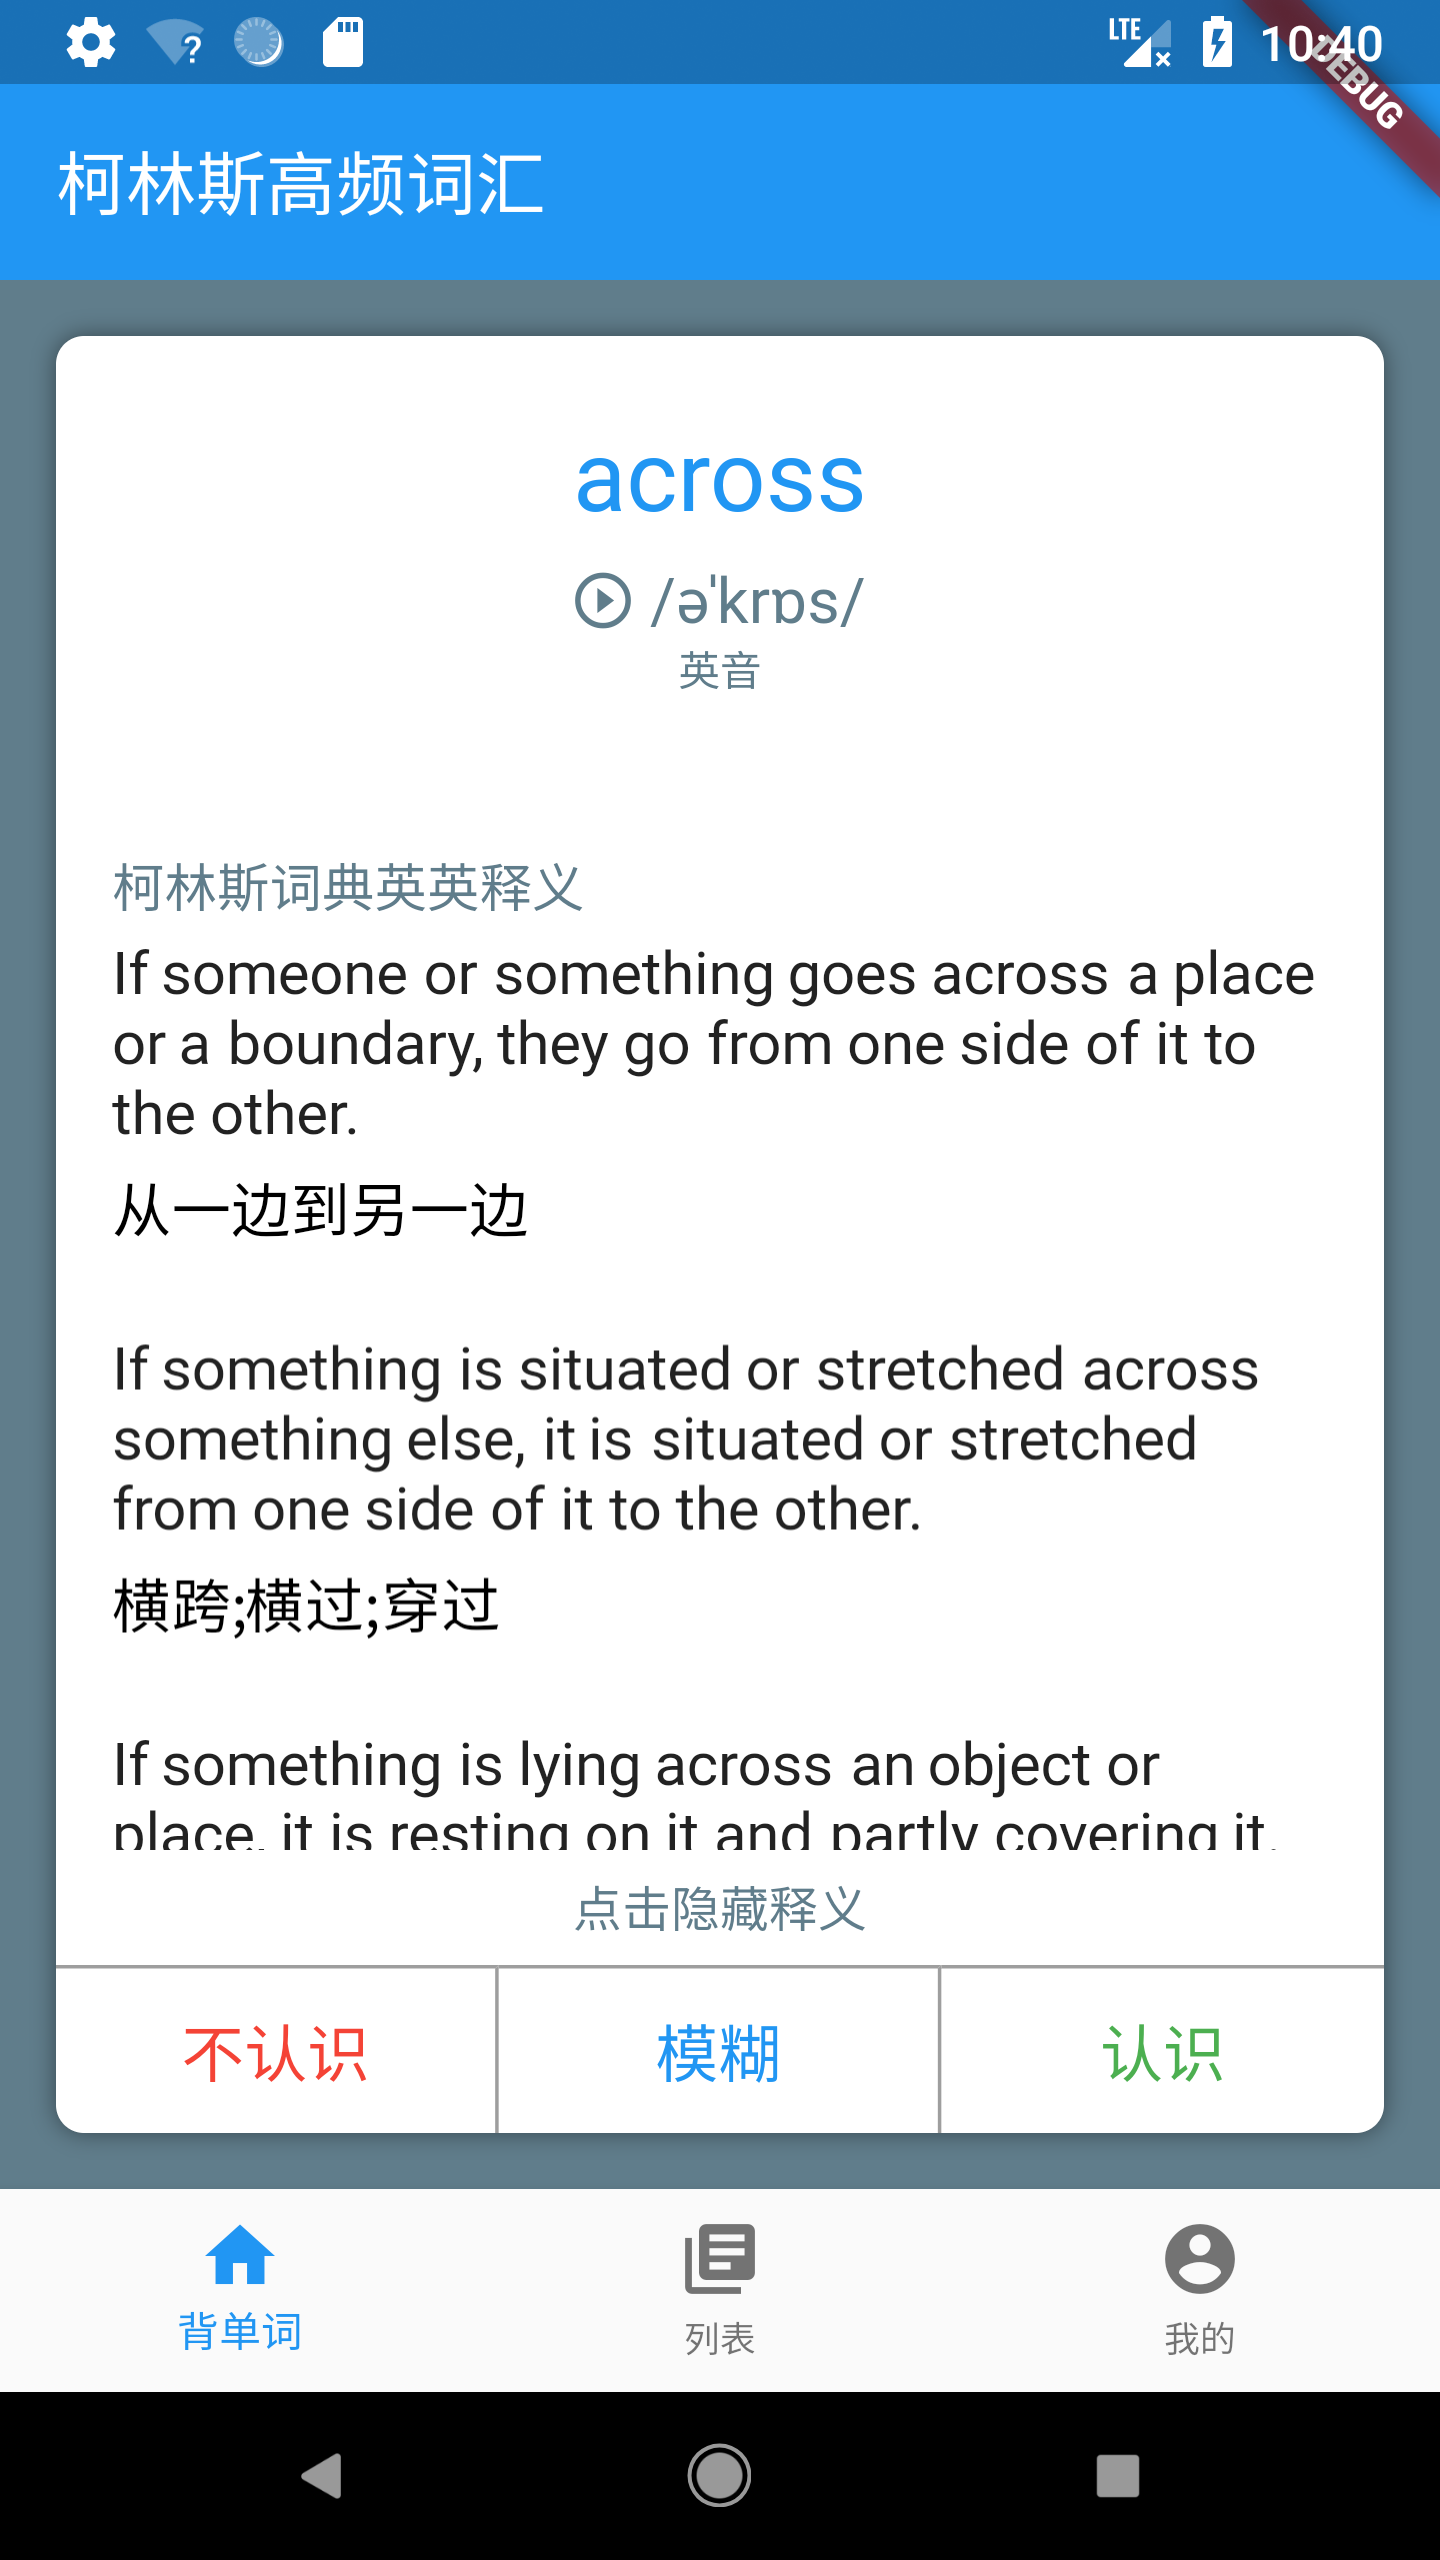 LTE
10:40
DEBUG
柯林斯高频词汇
across
/ə'krɒs/
英音
柯林斯词典英英释义
If someone or something goes across a place
or a boundary, they go from one side of it to
the other.
从一边到另一边
If something is situated or stretched across
something else, it is situated or stretched
from one side of it to the other.
横跨;横过;穿过
If something is lying across an object or
place, it is resting on it and partly covering it.
点击隐藏释义
不认识
模糊
认识
背单词
列表
我的